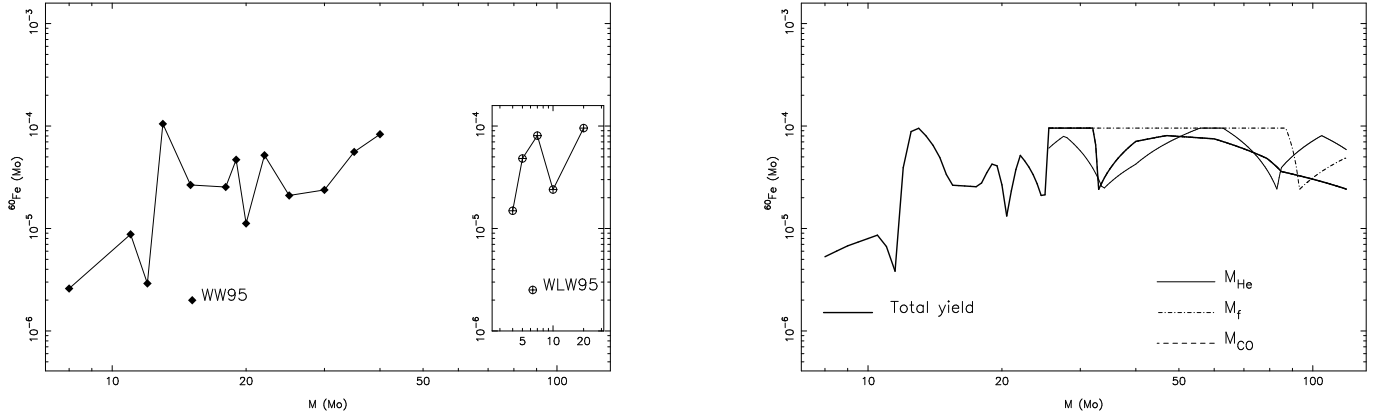 10⁻³
10⁻⁴
10⁻⁵
10⁻⁶
⁶⁰Fe (Mo)
WW95
10⁻⁴
10⁻⁵
10⁻⁶
WLW95
5 10 20
10 20 50 100
M (Mo)
10⁻³
10⁻⁴
10⁻⁵
10⁻⁶
⁶⁰Fe (Mo)
Total yield
M_He
M_f
M_CO
10 20 50 100
M (Mo)